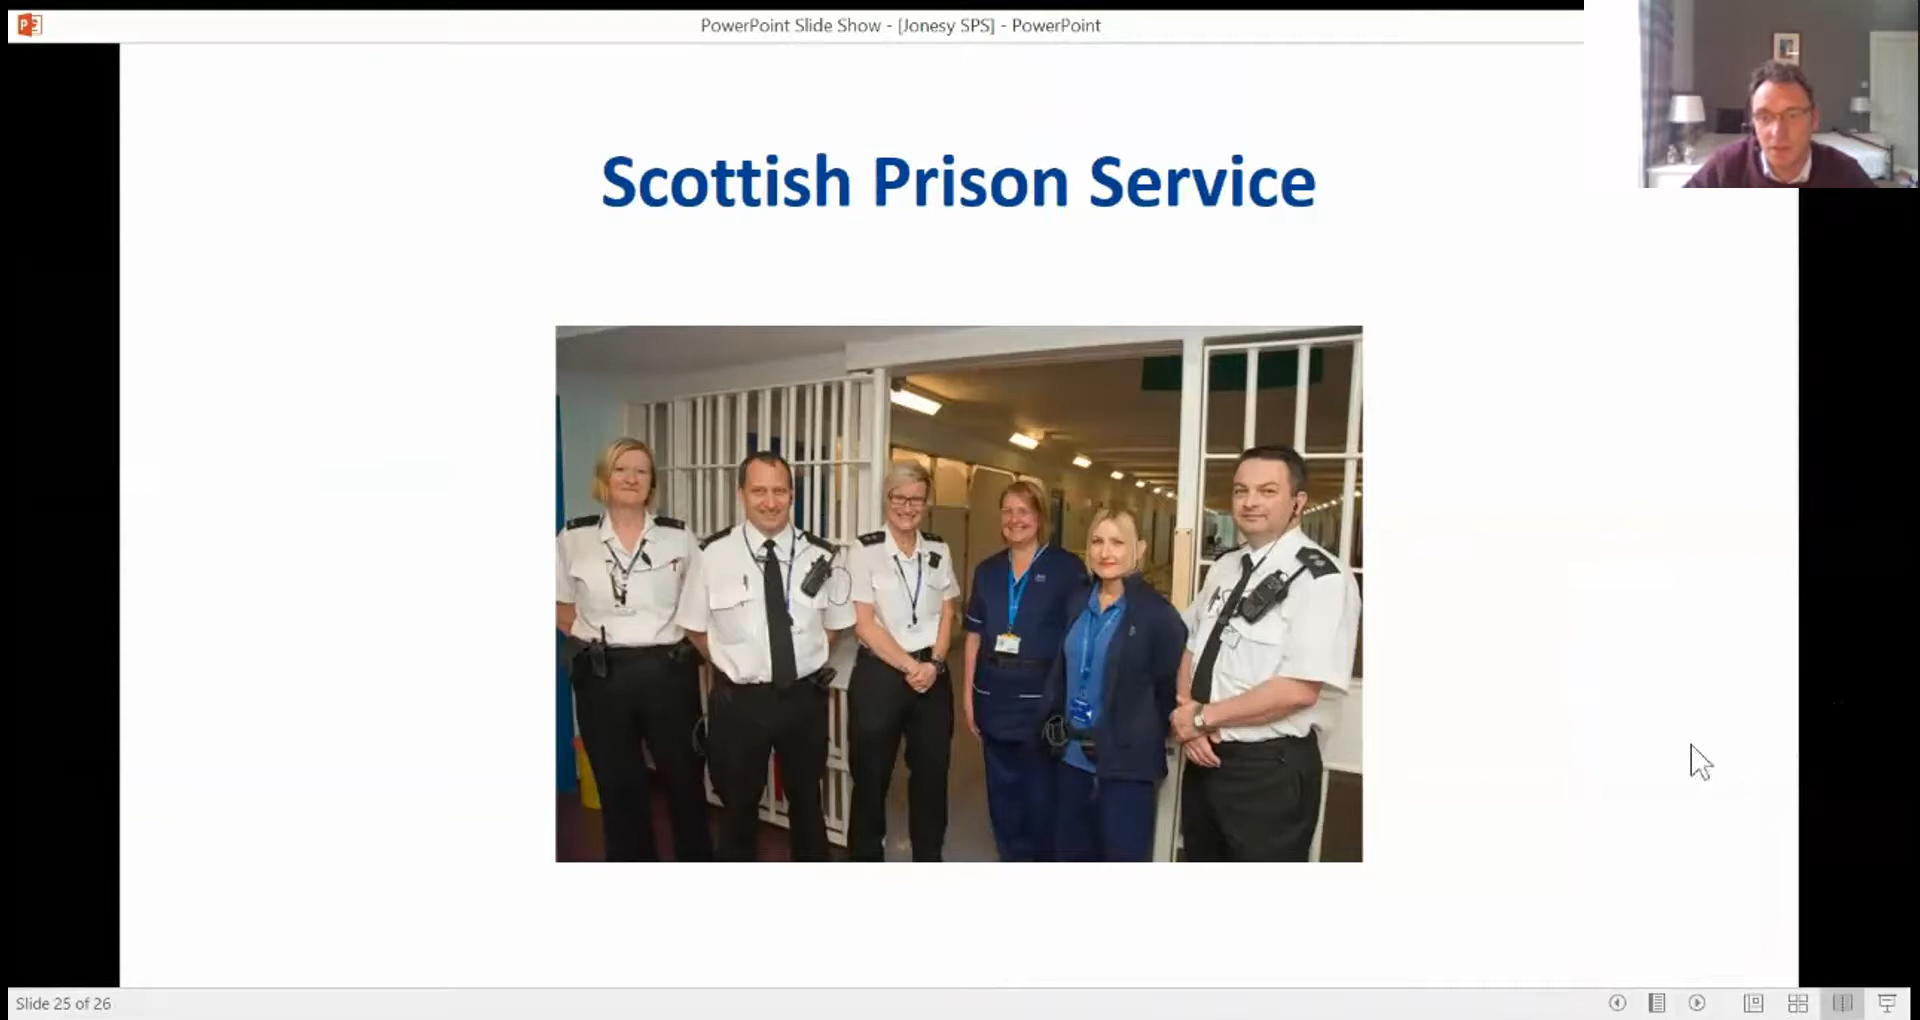 PowerPoint Slide Show - [Jonesy SPS] - PowerPoint
Scottish Prison Service
Slide 25 of 26